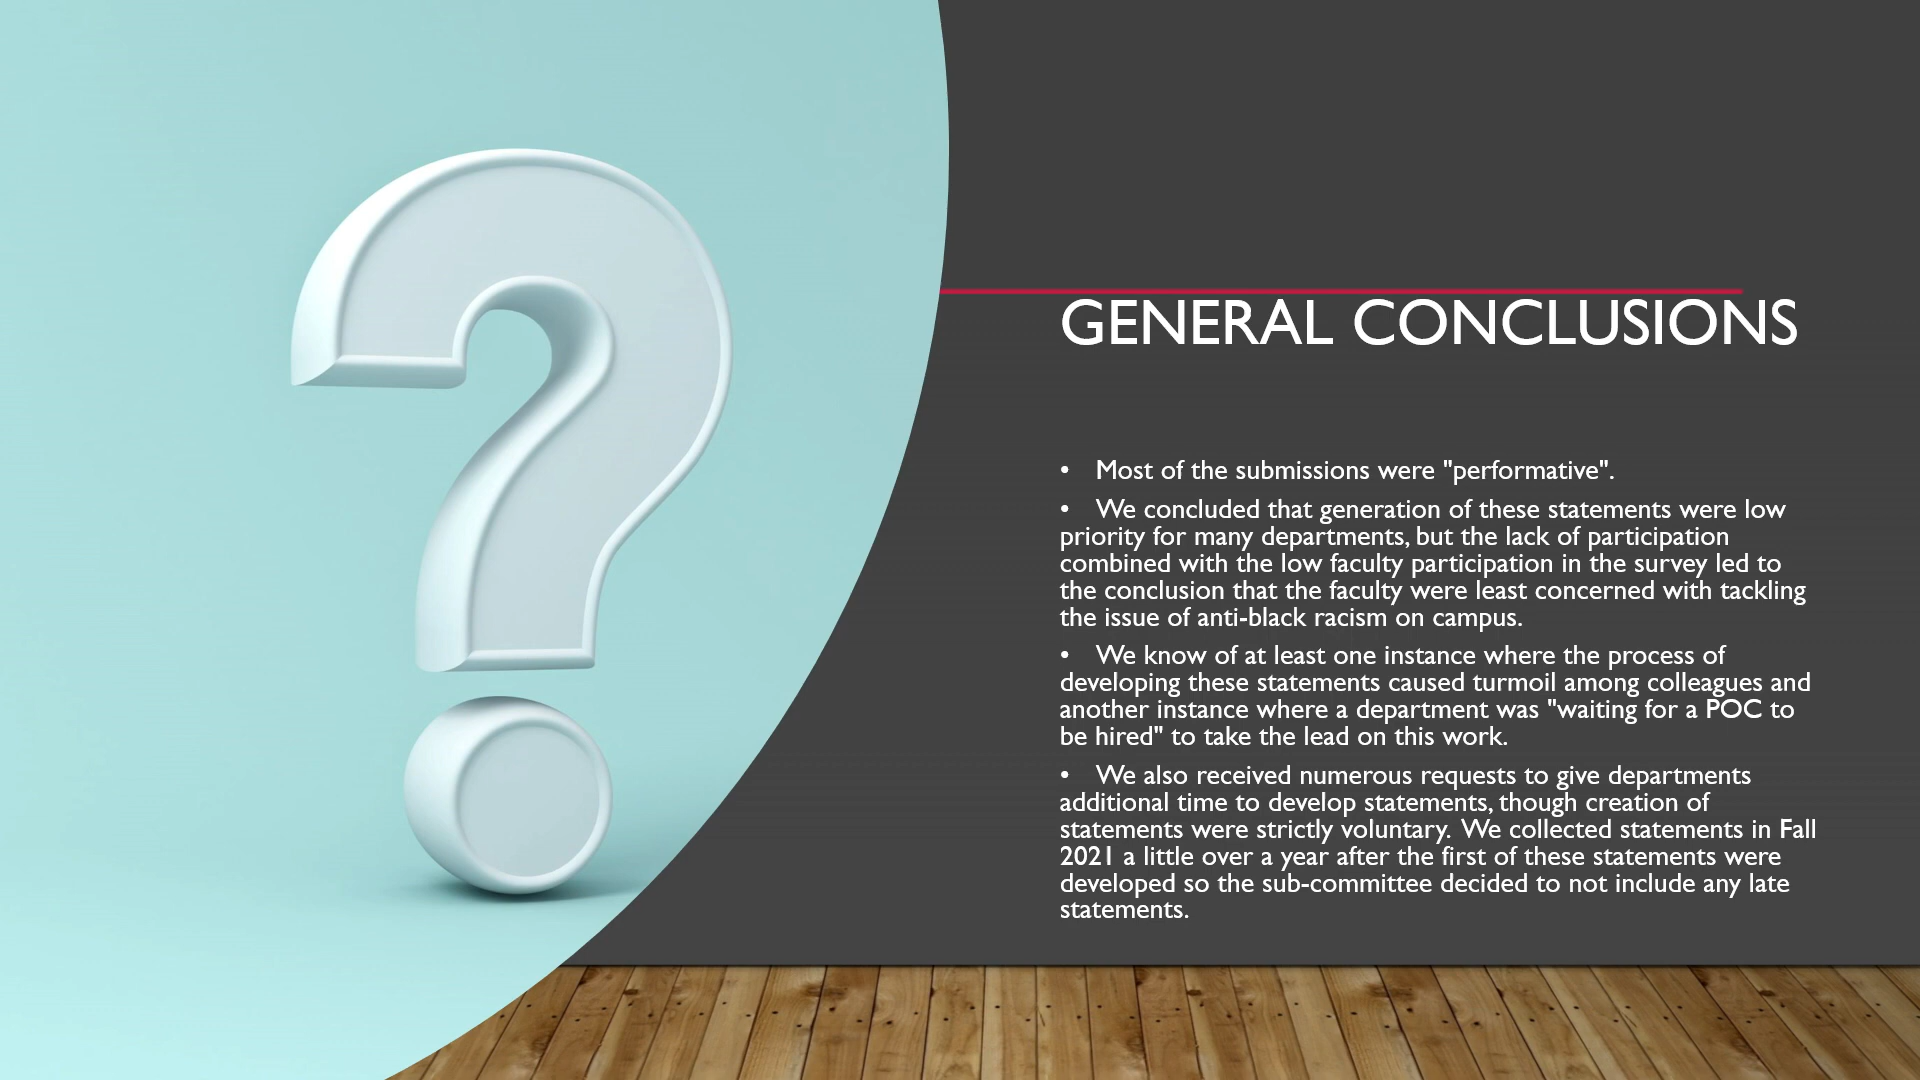 GENERAL CONCLUSIONS
• Most of the submissions were "performative".
• We concluded that generation of these statements were low
priority for many departments, but the lack of participation
combined with the low faculty participation in the survey led to
the conclusion that the faculty were least concerned with tackling
the issue of anti-black racism on campus.
• We know of at least one instance where the process of
developing these statements caused turmoil among colleagues and
another instance where a department was "waiting for a POC to
be hired" to take the lead on this work.
• We also received numerous requests to give departments
additional time to develop statements, though creation of
statements were strictly voluntary. We collected statements in Fall
2021 a little over a year after the first of these statements were
developed so the sub-committee decided to not include any late
statements.